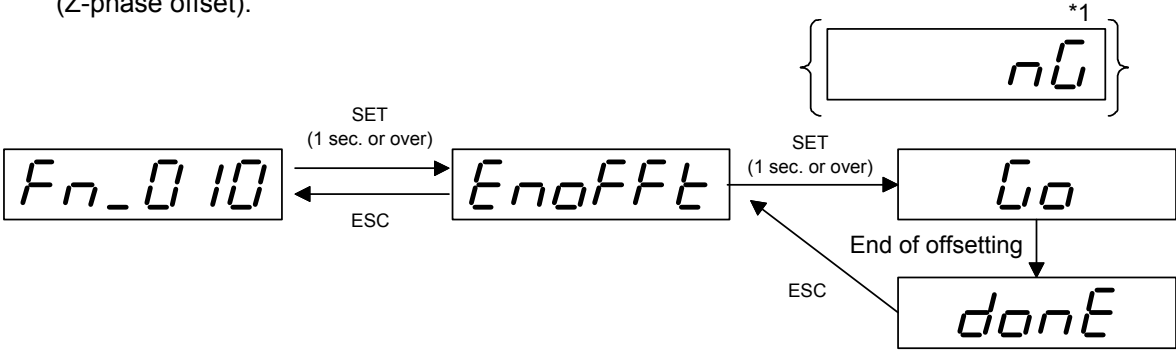 (Z-phase offset).
*1
nG
SET
(1 sec. or over)
SET
(1 sec. or over)
Fn_010
EnoFFt
Go
ESC
End of offsetting
ESC
donE